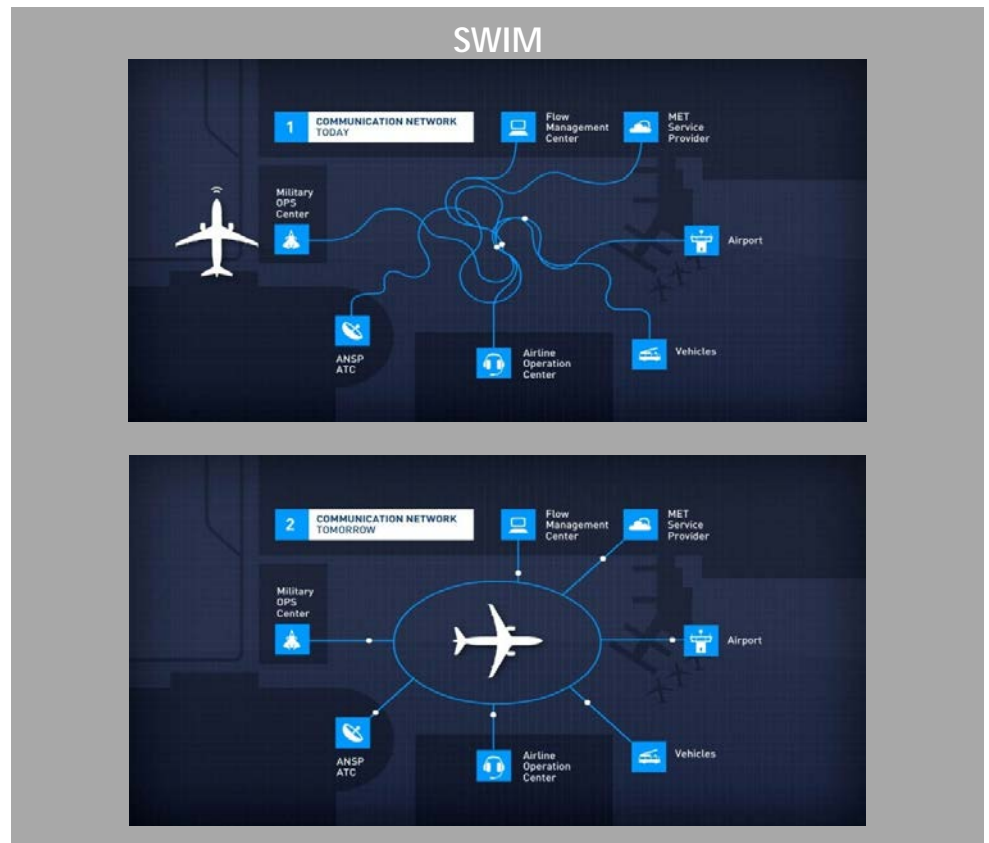 SWIM
1
COMMUNICATION NETWORK
TODAY
Flow
Management
Center
MET
Service
Provider
Military
OPS
Center
Airport
ANSP
ATC
Airline
Operation
Center
Vehicles
2
COMMUNICATION NETWORK
TOMORROW
Flow
Management
Center
MET
Service
Provider
Military
OPS
Center
Airport
ANSP
ATC
Airline
Operation
Center
Vehicles